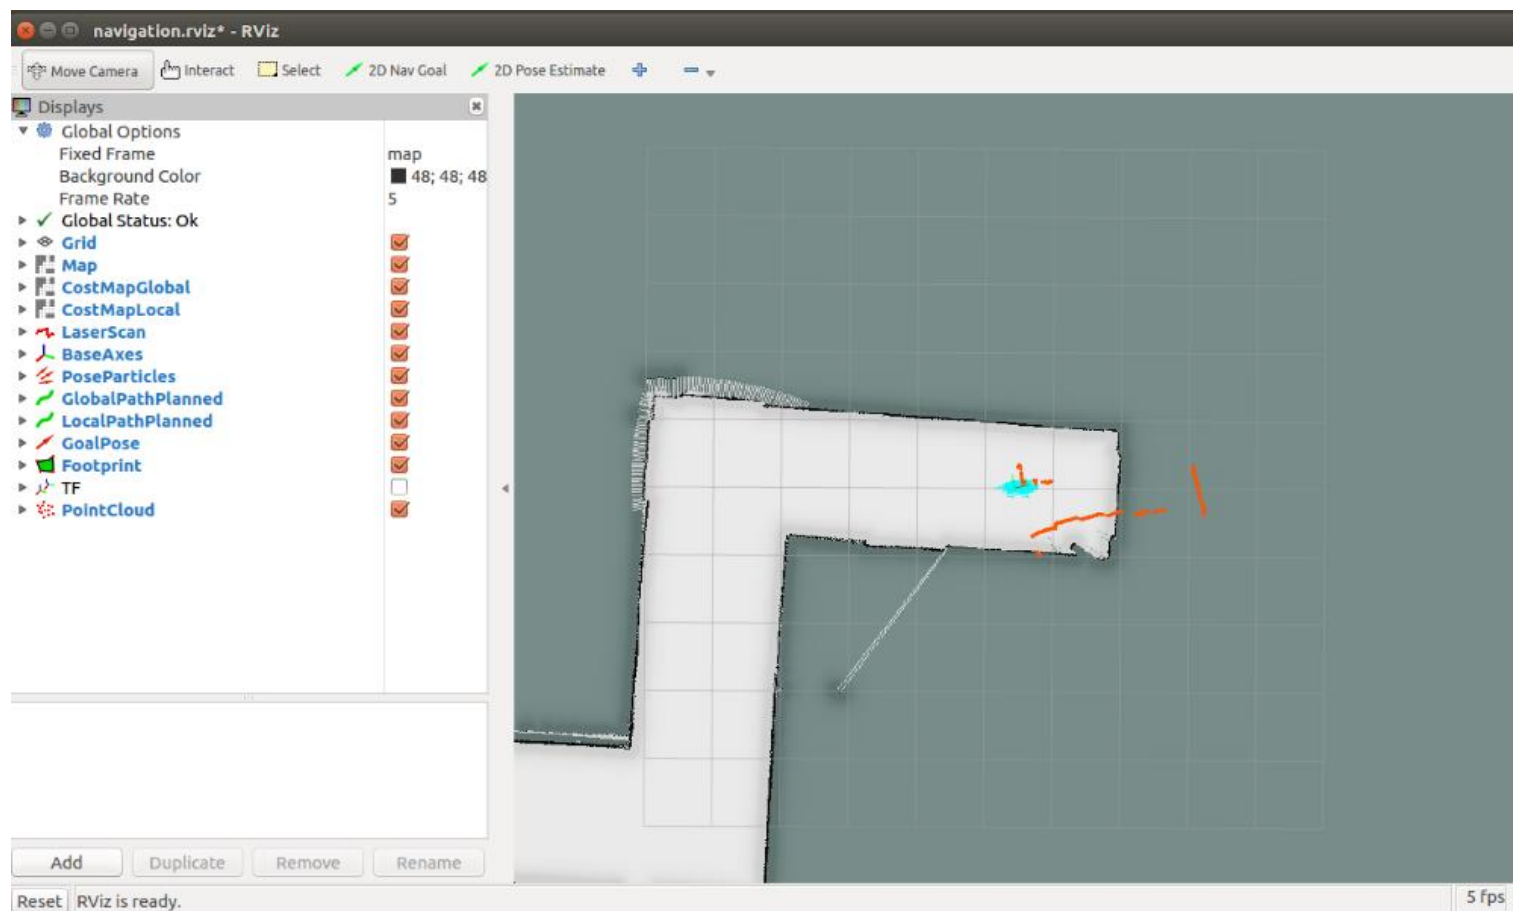 navigation.rviz* - RViz
Move Camera Interact Select 2D Nav Goal 2D Pose Estimate
Displays
Global Options
Fixed Frame map
Background Color 48; 48; 48
Frame Rate 5
Global Status: Ok
Grid
Map
CostMapGlobal
CostMapLocal
LaserScan
BaseAxes
PoseParticles
GlobalPathPlanned
LocalPathPlanned
GoalPose
Footprint
TF
PointCloud
Add Duplicate Remove Rename
Reset RViz is ready. 5 fps